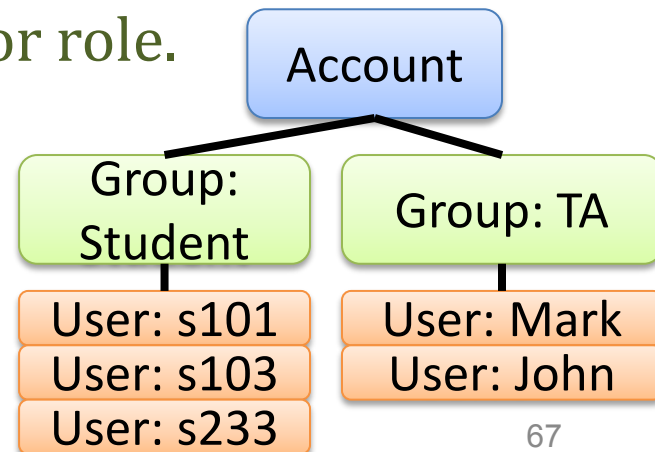 or role.
Account
Group:
Student
Group: TA
User: s101
User: s103
User: s233
User: Mark
User: John
67